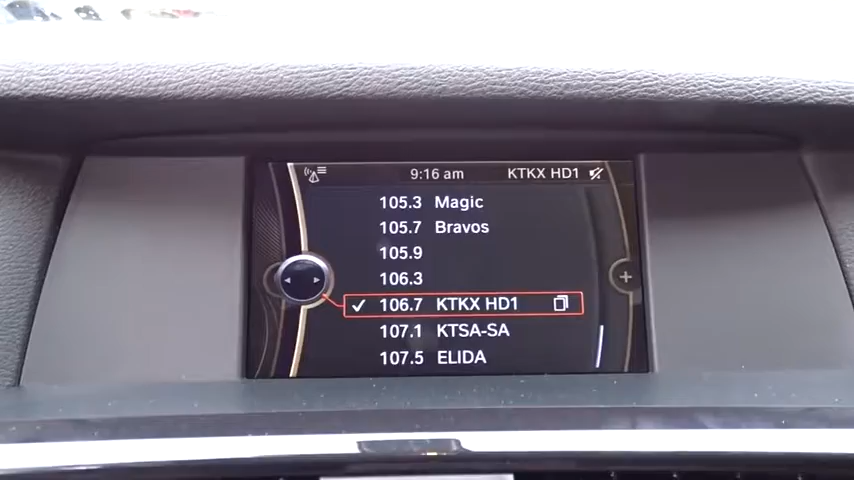 9:16 am KTKX HD1
105.3 Magic
105.7 Bravos
105.9
106.3
106.7 KTKX HD1
107.1 KTSA-SA
107.5 ELIDA